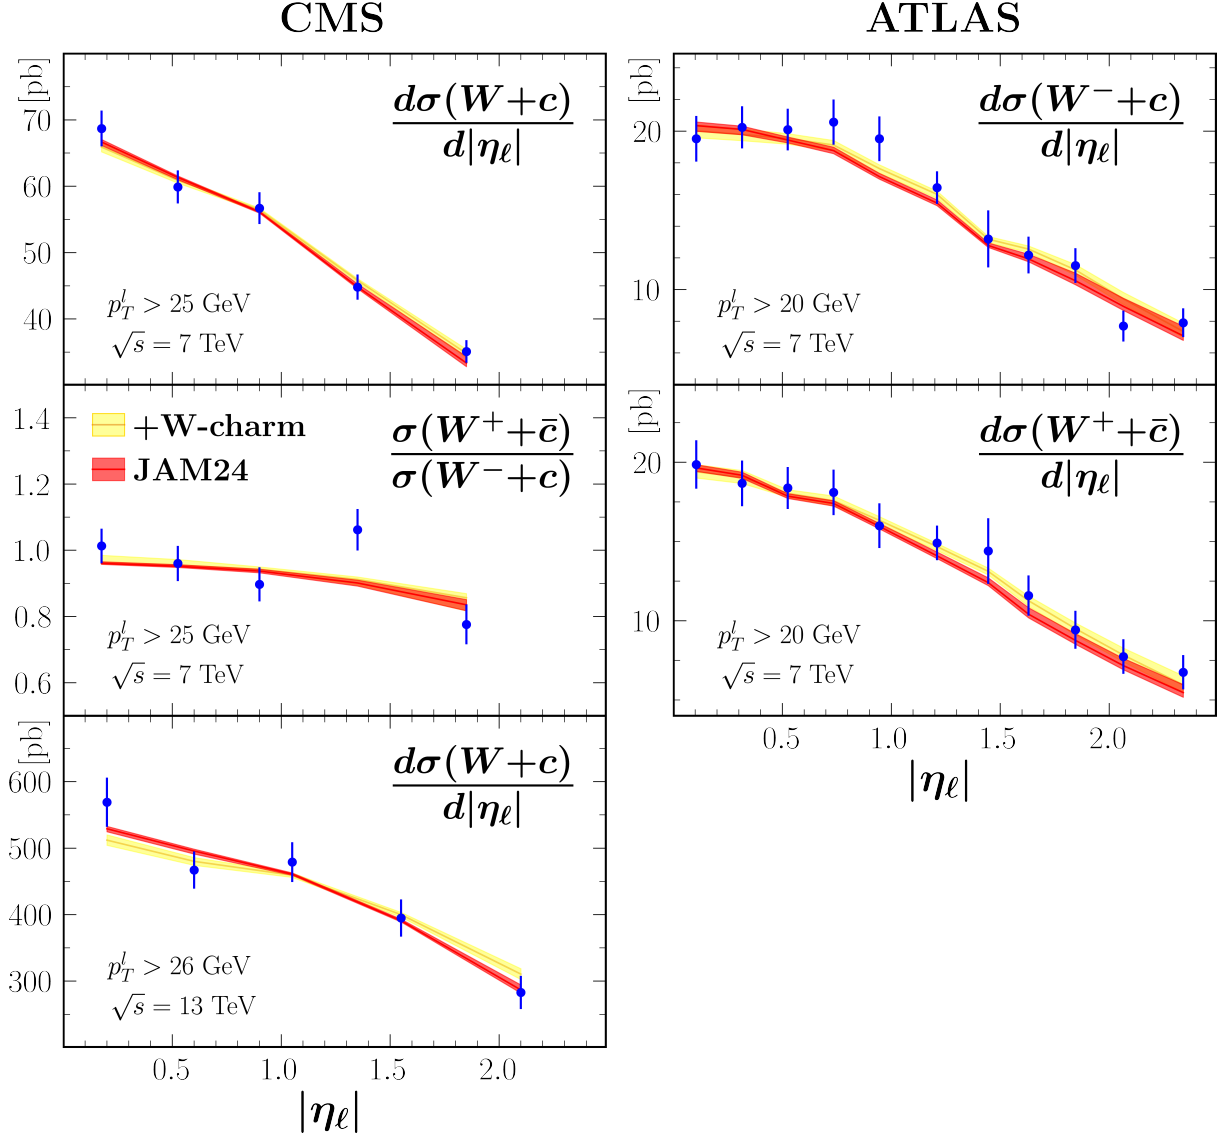 CMS
ATLAS
[pb]
dσ(W+c)
d|ηℓ|
70
60
50
40
p_T^l > 25 GeV
√s = 7 TeV
[pb]
dσ(W⁻+c)
d|ηℓ|
20
10
p_T^l > 20 GeV
√s = 7 TeV
1.4
1.2
1.0
0.8
0.6
+W-charm
JAM24
σ(W⁺+c̄)
σ(W⁻+c)
p_T^l > 25 GeV
√s = 7 TeV
[pb]
dσ(W⁺+c̄)
d|ηℓ|
20
10
p_T^l > 20 GeV
√s = 7 TeV
0.5 1.0 1.5 2.0
|ηℓ|
[pb]
dσ(W+c)
d|ηℓ|
600
500
400
300
p_T^l > 26 GeV
√s = 13 TeV
0.5 1.0 1.5 2.0
|ηℓ|